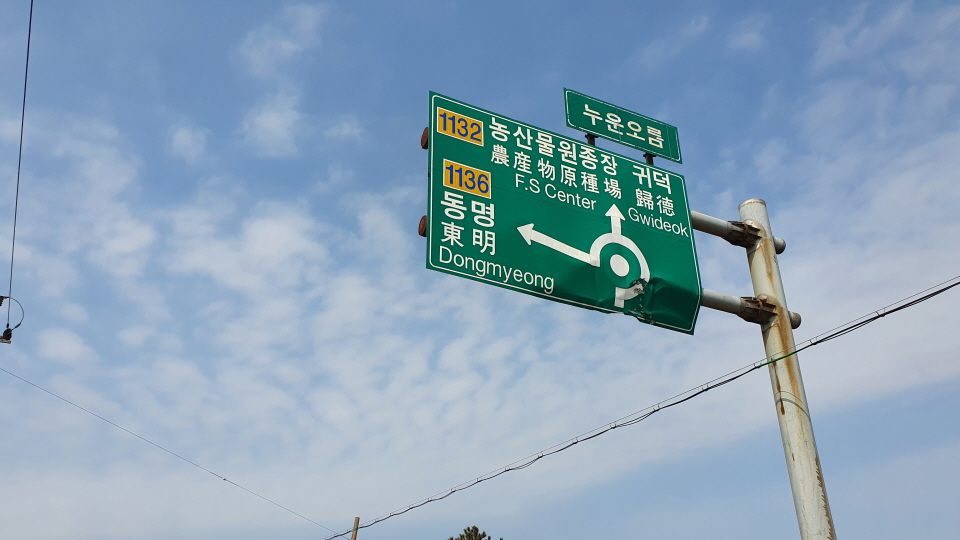 누운오름
1132 농산물원종장 귀덕
農産物原種場 歸德
F.S Center Gwideok
1136
동명
東明
Dongmyeong